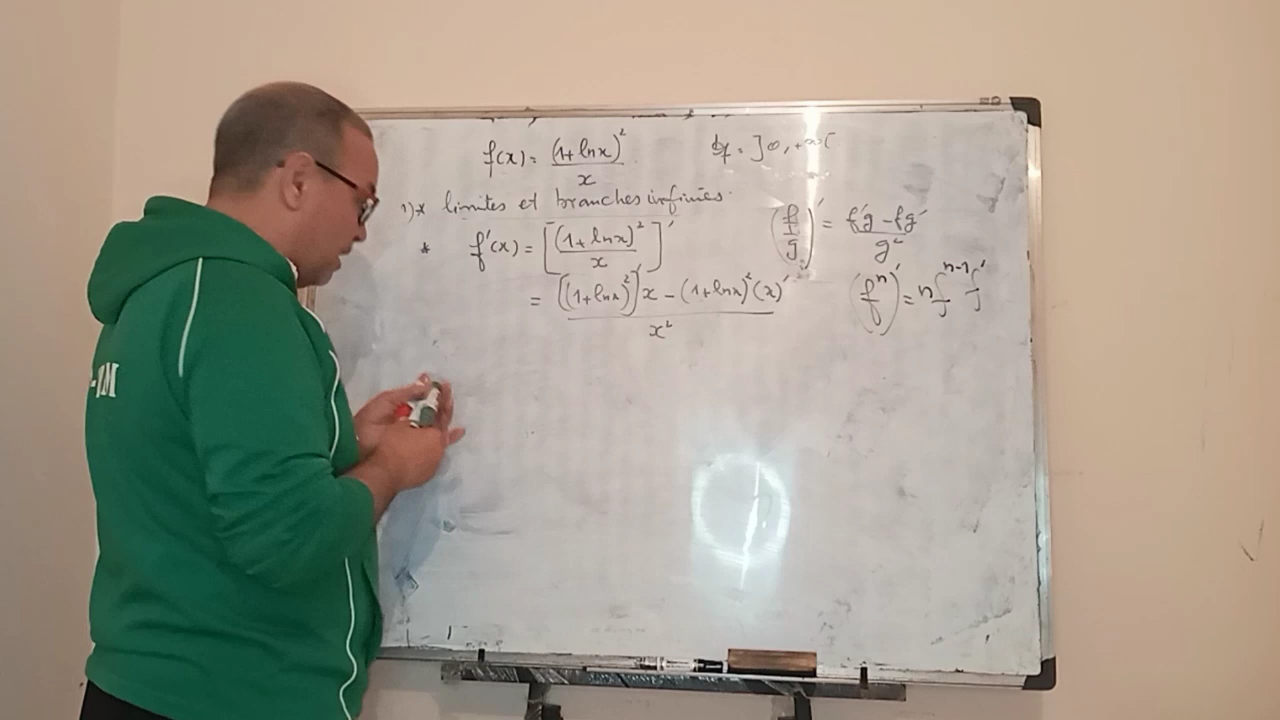 f(x) = (1+lnx)² / x    Df = ]0, +∞[
1)* limites et branches infinies.
* f'(x) = [(1+lnx)² / x]'    (f/g)' = (f'g - fg') / g²
= ([(1+lnx)²]' x - (1+lnx)² (x)') / x²    (fⁿ)' = n fⁿ⁻¹ f'
-IM